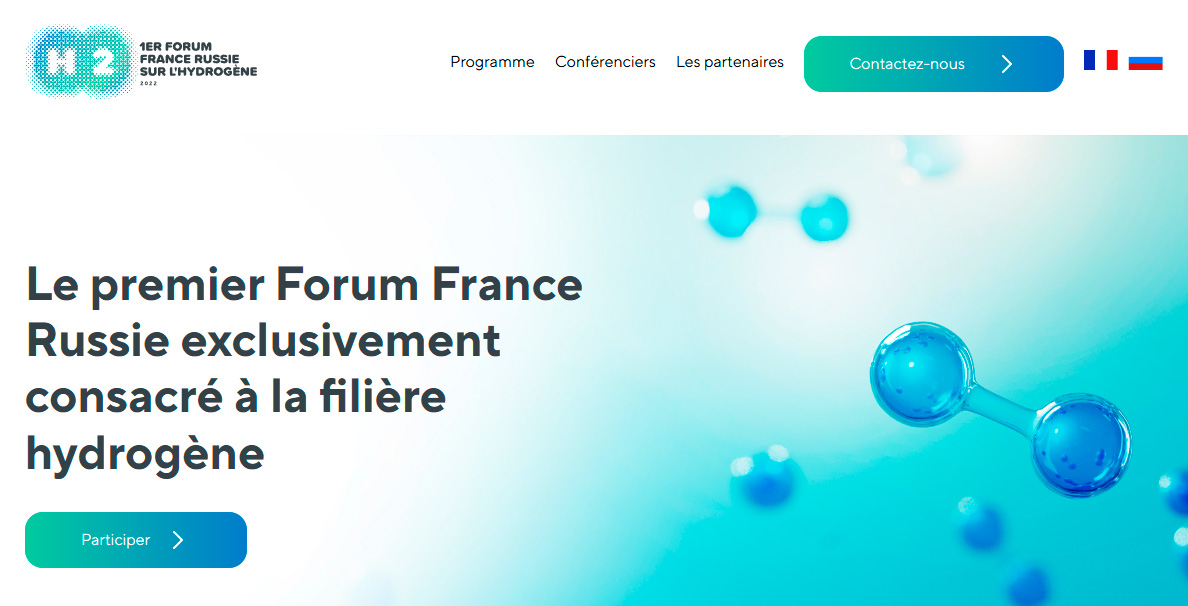 H2
1ER FORUM
FRANCE RUSSIE
SUR L'HYDROGÈNE
2022
Programme
Conférenciers
Les partenaires
Contactez-nous
Le premier Forum France
Russie exclusivement
consacré à la filière
hydrogène
Participer